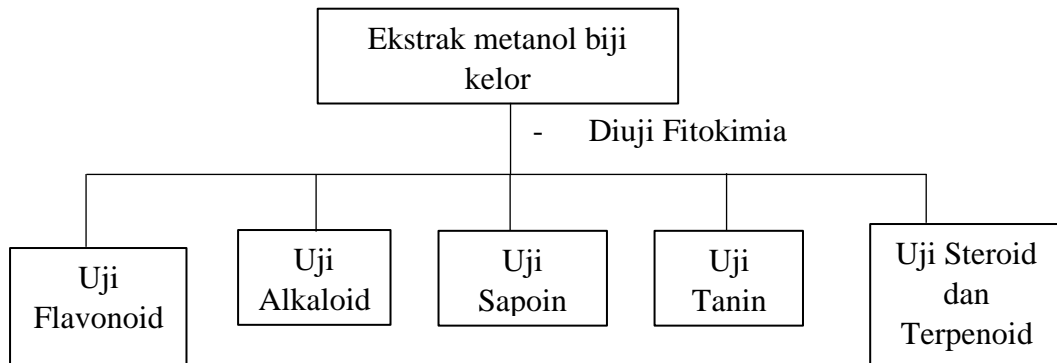 Ekstrak metanol biji
kelor
- Diuji Fitokimia
Uji
Flavonoid
Uji
Alkaloid
Uji
Sapoin
Uji
Tanin
Uji Steroid
dan
Terpenoid